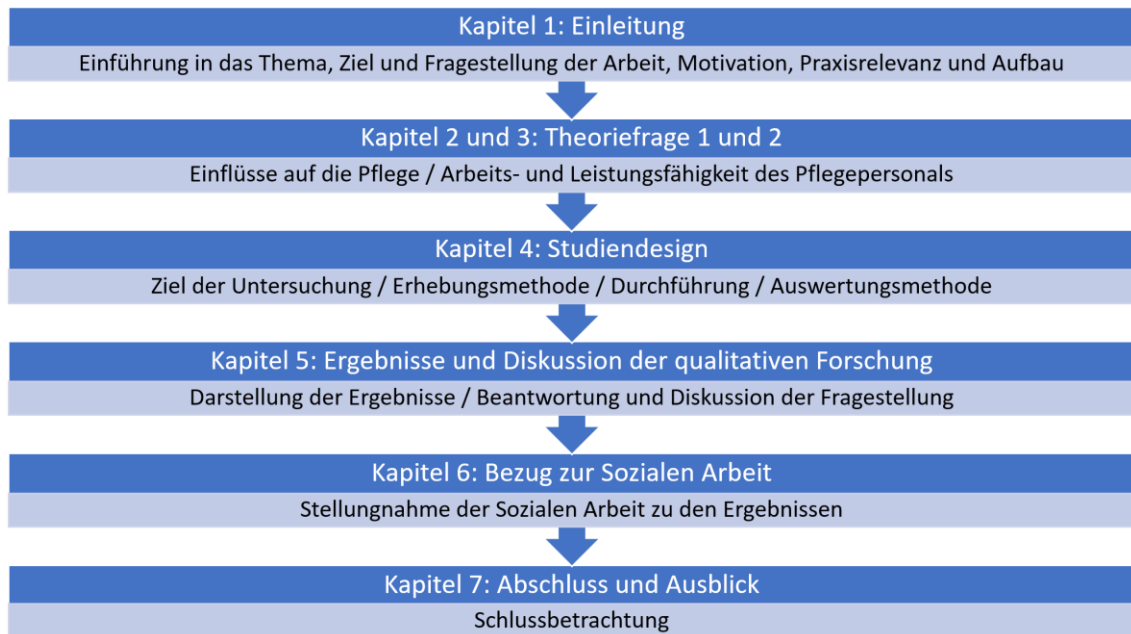 Kapitel 1: Einleitung
Einführung in das Thema, Ziel und Fragestellung der Arbeit, Motivation, Praxisrelevanz und Aufbau
Kapitel 2 und 3: Theoriefrage 1 und 2
Einflüsse auf die Pflege / Arbeits- und Leistungsfähigkeit des Pflegepersonals
Kapitel 4: Studiendesign
Ziel der Untersuchung / Erhebungsmethode / Durchführung / Auswertungsmethode
Kapitel 5: Ergebnisse und Diskussion der qualitativen Forschung
Darstellung der Ergebnisse / Beantwortung und Diskussion der Fragestellung
Kapitel 6: Bezug zur Sozialen Arbeit
Stellungnahme der Sozialen Arbeit zu den Ergebnissen
Kapitel 7: Abschluss und Ausblick
Schlussbetrachtung